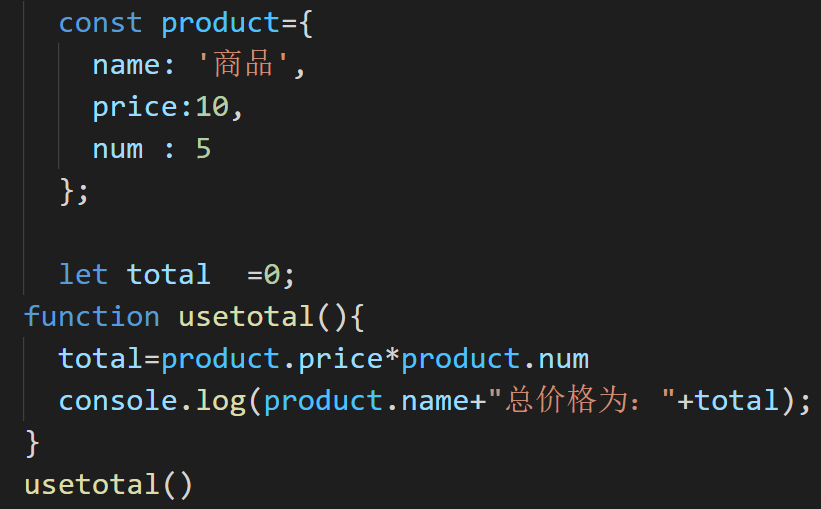 const product={
name: '商品',
price:10,
num : 5
};
let total  =0;
function usetotal(){
total=product.price*product.num
console.log(product.name+"总价格为："+total);
}
usetotal()